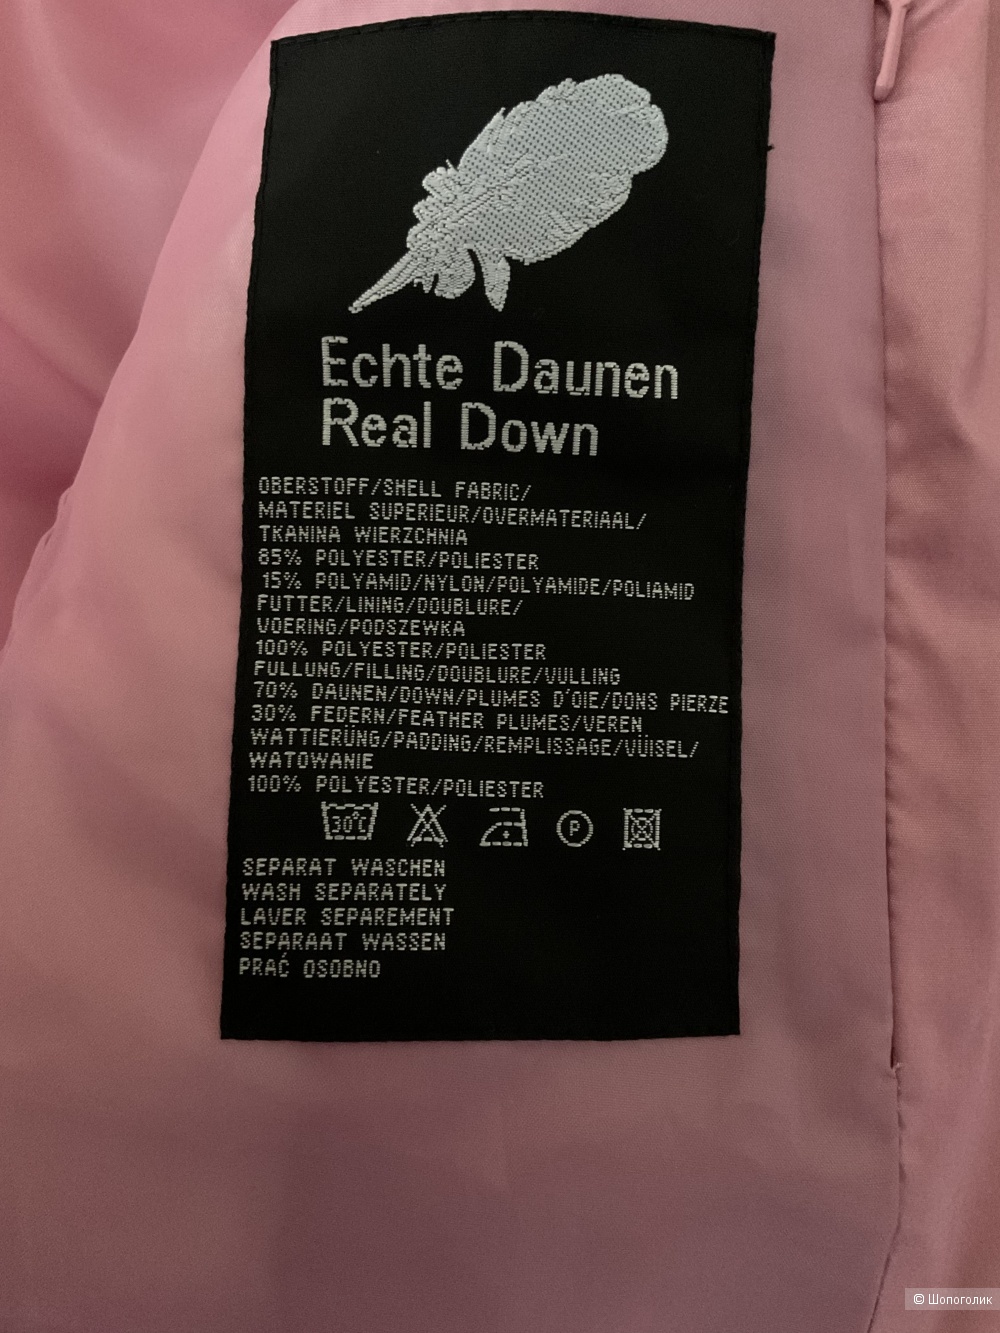 Echte Daunen
Real Down
OBERSTOFF/SHELL FABRIC/
MATERIEL SUPERIEUR/OVERMATERIAAL/
TKANINA WIERZCHNIA
85% POLYESTER/POLIESTER
15% POLYAMID/NYLON/POLYAMIDE/POLIAMID
FUTTER/LINING/DOUBLURE/
VOERING/PODSZEWKA
100% POLYESTER/POLIESTER
FULLUNG/FILLING/DOUBLURE/VULLING
70% DAUNEN/DOWN/PLUMES D'OIE/DONS PIERZE
30% FEDERN/FEATHER PLUMES/VEREN
WATTIERÜNG/PADDING/REMPLISSAGE/VÜISEL/
WATOWANIE
100% POLYESTER/POLIESTER
30°C P
SEPARAT WASCHEN
WASH SEPARATELY
LAVER SEPAREMENT
SEPARAAT WASSEN
PRAĆ OSOBNO
© Шопоголик